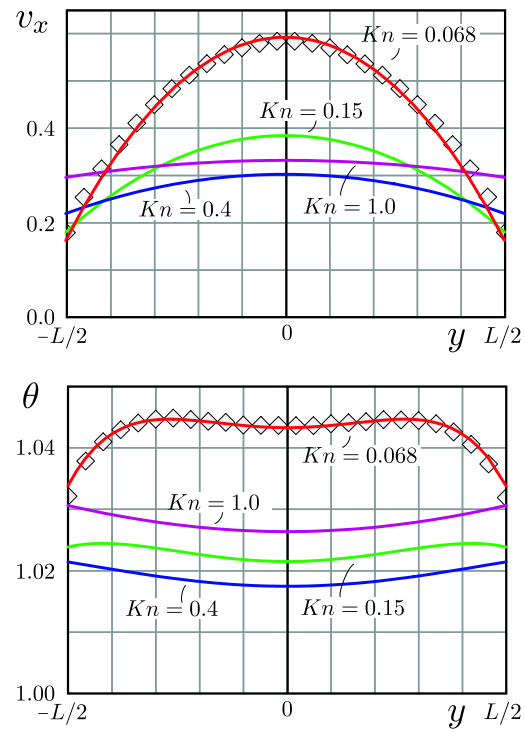 vₓ
Kn = 0.068
0.4
Kn = 0.15
Kn = 0.4
Kn = 1.0
0.2
0.0
–L/2
0
y
L/2
θ
1.04
Kn = 0.068
Kn = 1.0
1.02
Kn = 0.4
Kn = 0.15
1.00
–L/2
0
y
L/2